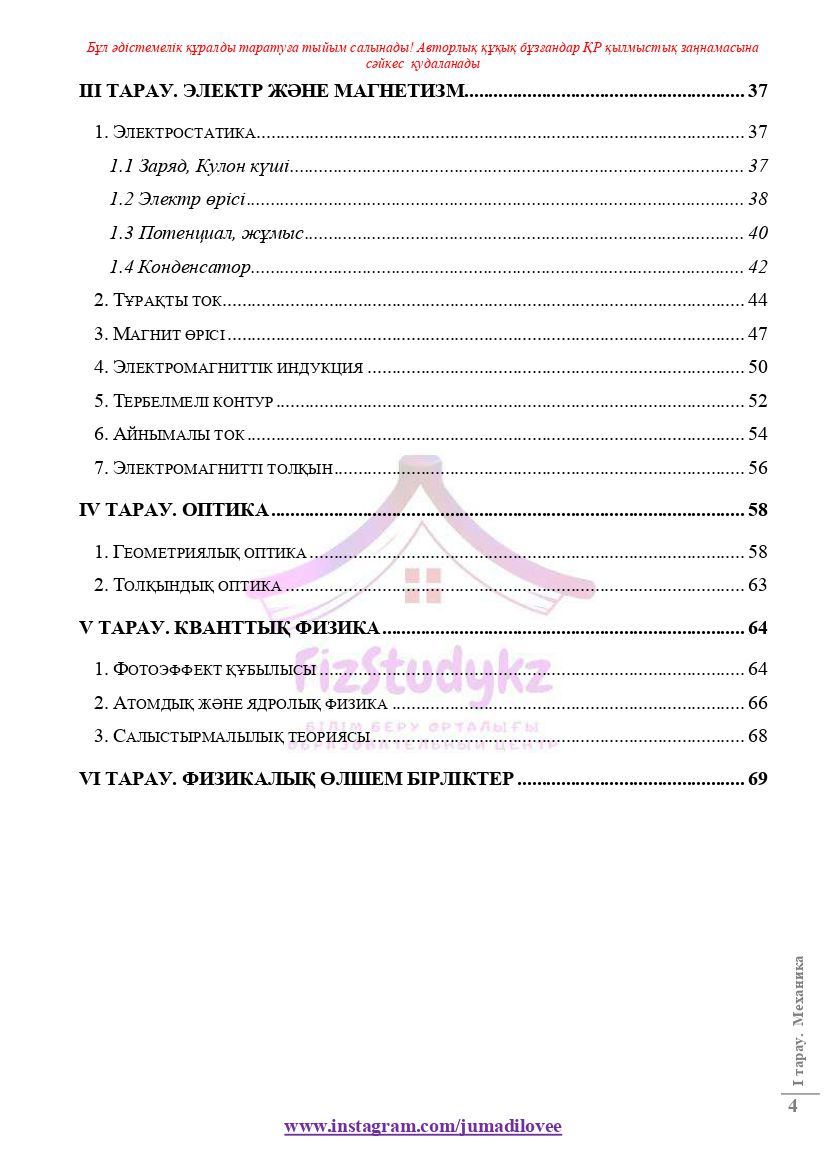 Бұл әдістемелік құралды таратуға тыйым салынады! Авторлық құқық бұзғандар ҚР қылмыстық заңнамасына
сәйкес қудаланады
III ТАРАУ. ЭЛЕКТР ЖӘНЕ МАГНЕТИЗМ........................................................... 37
1. Электростатика..................................................................................................... 37
1.1 Заряд, Кулон күші.............................................................................................. 37
1.2 Электр өрісі....................................................................................................... 38
1.3 Потенциал, жұмыс........................................................................................... 40
1.4 Конденсатор...................................................................................................... 42
2. Тұрақты ток............................................................................................................ 44
3. Магнит өрісі........................................................................................................... 47
4. Электромагниттік индукция .............................................................................. 50
5. Тербелмелі контур ................................................................................................. 52
6. Айнымалы ток....................................................................................................... 54
7. Электромагнитті толқын..................................................................................... 56
IV ТАРАУ. ОПТИКА.................................................................................................. 58
1. Геометриялық оптика .......................................................................................... 58
2. Толқындық оптика ............................................................................................... 63
V ТАРАУ. КВАНТТЫҚ ФИЗИКА........................................................................... 64
1. Фотоэффект құбылысы ........................................................................................ 64
2. Атомдық және ядролық физика ......................................................................... 66
FizStudykz
БІЛІМ БЕРУ ОРТАЛЫҒЫ
3. Салыстырмалылық теориясы............................................................................. 68
ОБРАЗОВАТЕЛЬНЫЙ ЦЕНТР
VI ТАРАУ. ФИЗИКАЛЫҚ ӨЛШЕМ БІРЛІКТЕР ............................................... 69
I тарау. Механика
4
www.instagram.com/jumadilovee